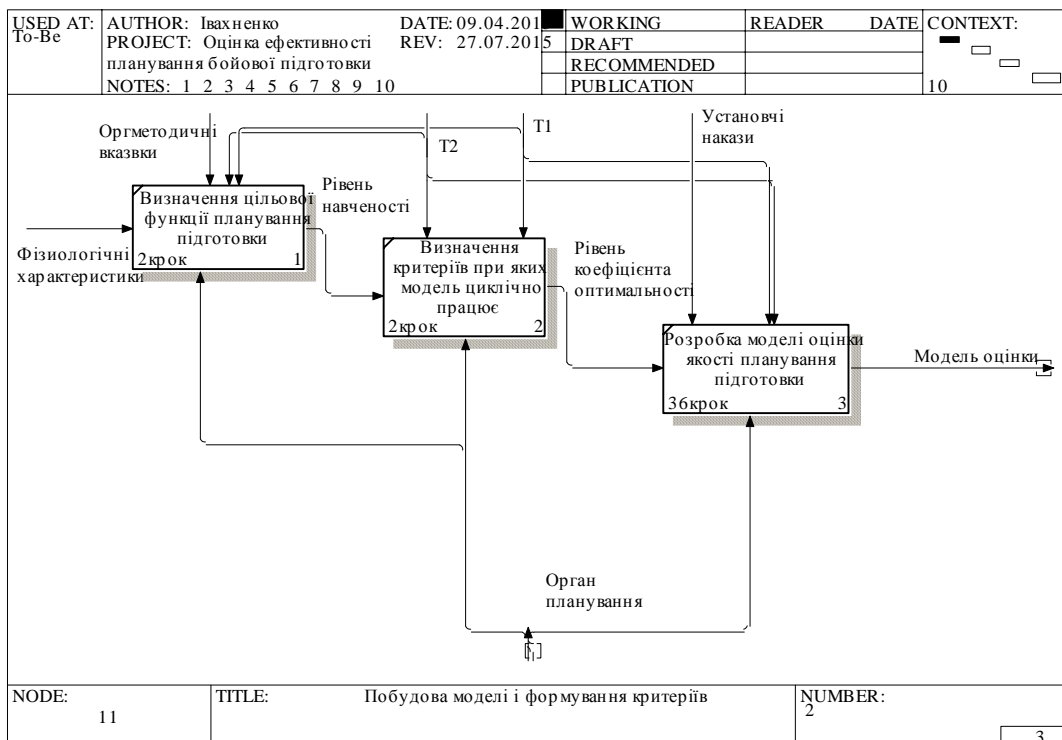 USED AT: AUTHOR: Івахненко DATE: 09.04.201 WORKING READER DATE CONTEXT:
To-Be PROJECT: Оцінка ефективності REV: 27.07.2015 DRAFT
планування бойової підготовки RECOMMENDED
NOTES: 1 2 3 4 5 6 7 8 9 10 PUBLICATION 10
Оргметодичні
вказвки
Т2
Т1
Установчі
накази
Визначення цільової
функції планування
підготовки
2крок 1
Рівень
навченості
Фізиологічні
характеристики
Визначення
критеріїв при яких
модель циклічно
працює
2крок 2
Рівень
коефіцієнта
оптимальності
Розробка моделі оцінки
якості планування
підготовки
36крок 3
Модель оцінки
Орган
планування
NODE: TITLE: Побудова моделі і формування критеріїв NUMBER:
11 2
3